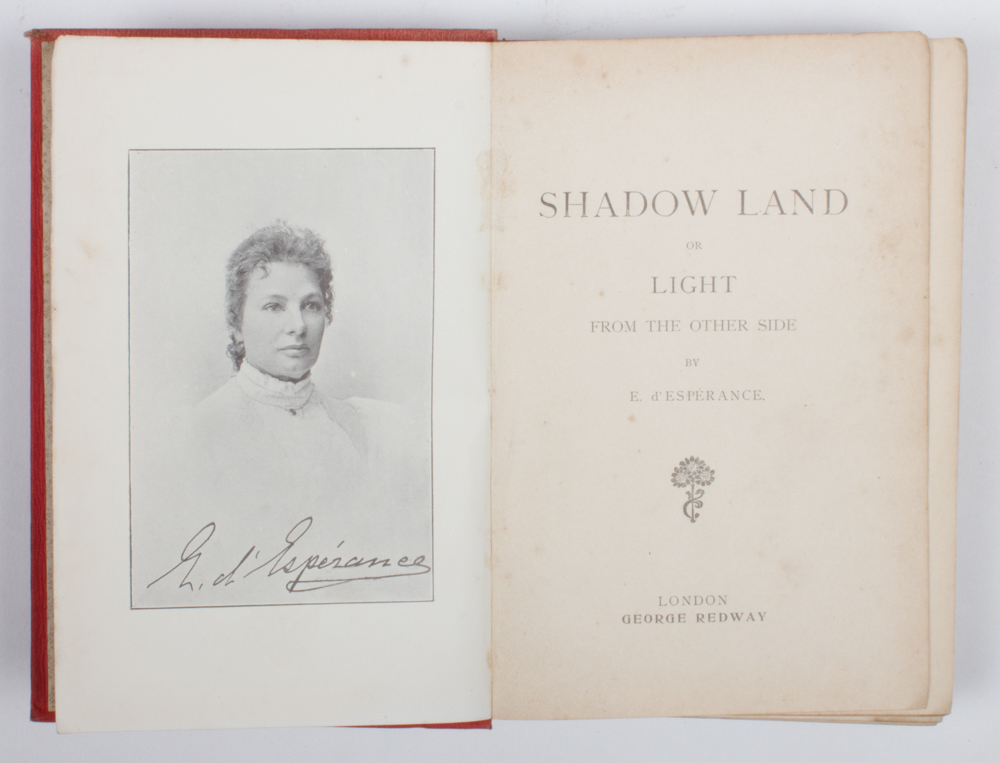 E. d'Espérance
SHADOW LAND
OR
LIGHT
FROM THE OTHER SIDE
BY
E. d'ESPÉRANCE.
LONDON
GEORGE REDWAY